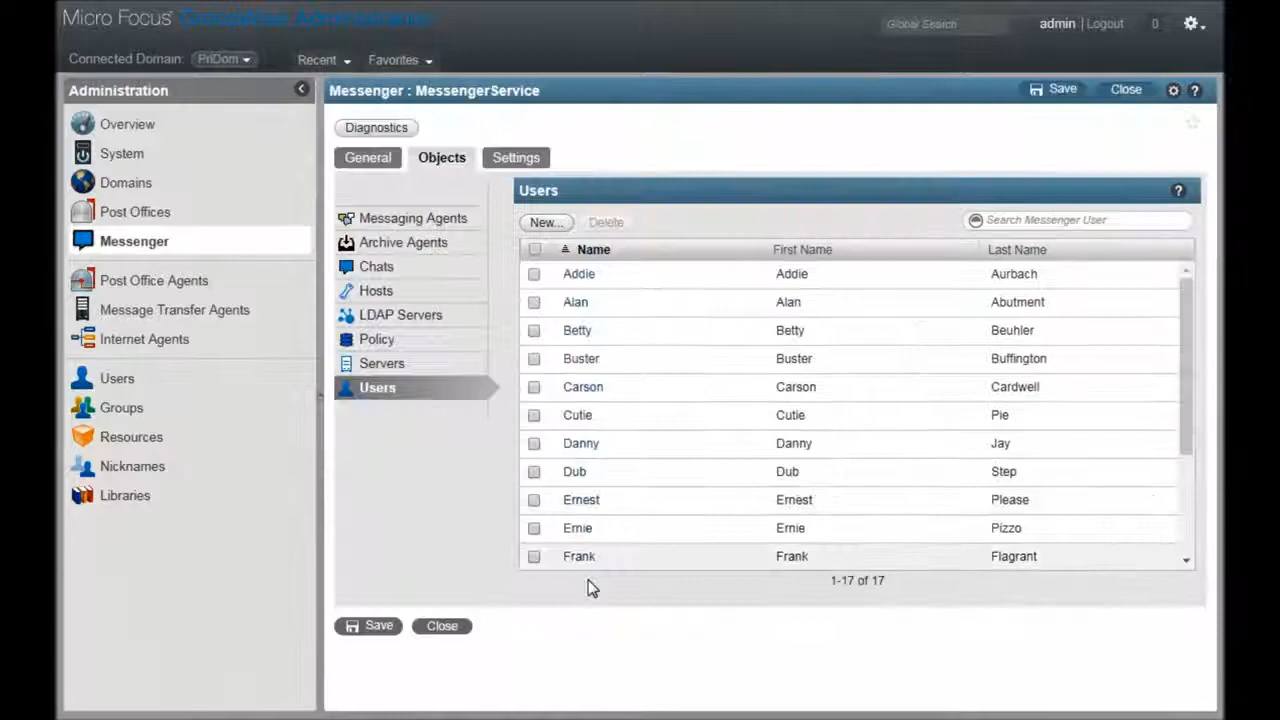 Micro Focus GroupWise Administration
Global Search
admin | Logout 0
Connected Domain: PriDom Recent Favorites
Administration
Overview
System
Domains
Post Offices
Messenger
Post Office Agents
Message Transfer Agents
Internet Agents
Users
Groups
Resources
Nicknames
Libraries
Messenger : MessengerService
Save Close ?
Diagnostics
General Objects Settings
Messaging Agents
Archive Agents
Chats
Hosts
LDAP Servers
Policy
Servers
Users
Users ?
New... Delete Search Messenger User
Name First Name Last Name
Addie Addie Aurbach
Alan Alan Abutment
Betty Betty Beuhler
Buster Buster Buffington
Carson Carson Cardwell
Cutie Cutie Pie
Danny Danny Jay
Dub Dub Step
Ernest Ernest Please
Ernie Ernie Pizzo
Frank Frank Flagrant
1-17 of 17
Save Close